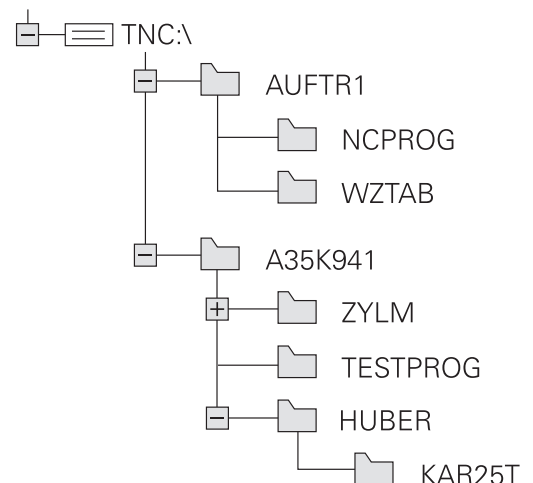 TNC:\
AUFTR1
NCPROG
WZTAB
A35K941
ZYLM
TESTPROG
HUBER
KAR25T